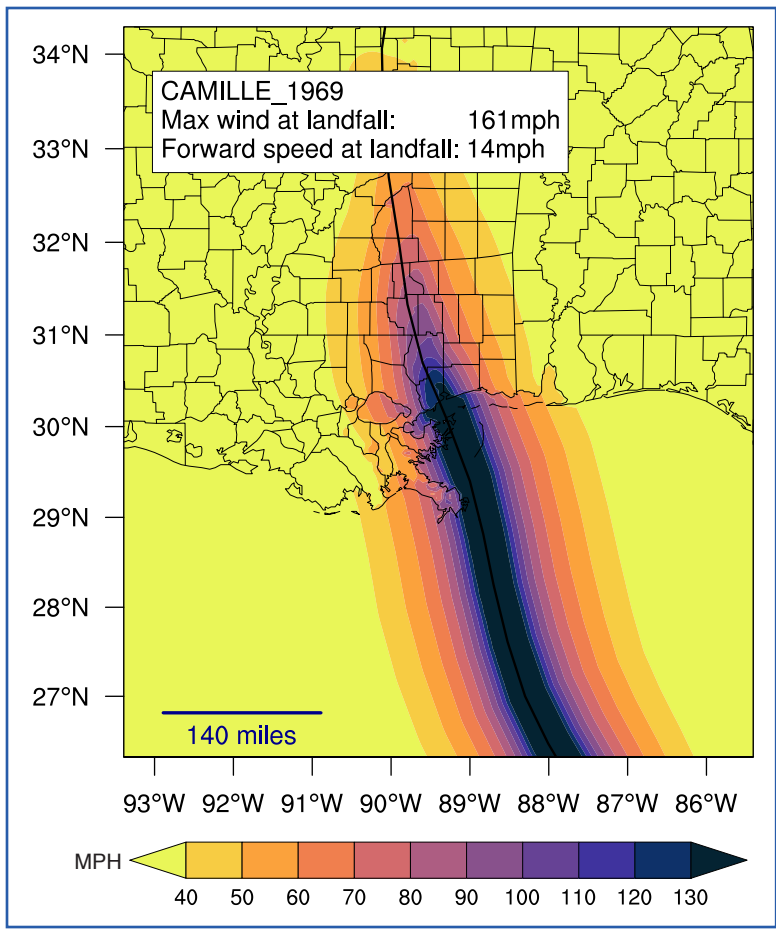 34°N
CAMILLE_1969
Max wind at landfall: 161mph
Forward speed at landfall: 14mph
33°N
32°N
31°N
30°N
29°N
28°N
27°N
140 miles
93°W 92°W 91°W 90°W 89°W 88°W 87°W 86°W
MPH
40 50 60 70 80 90 100 110 120 130